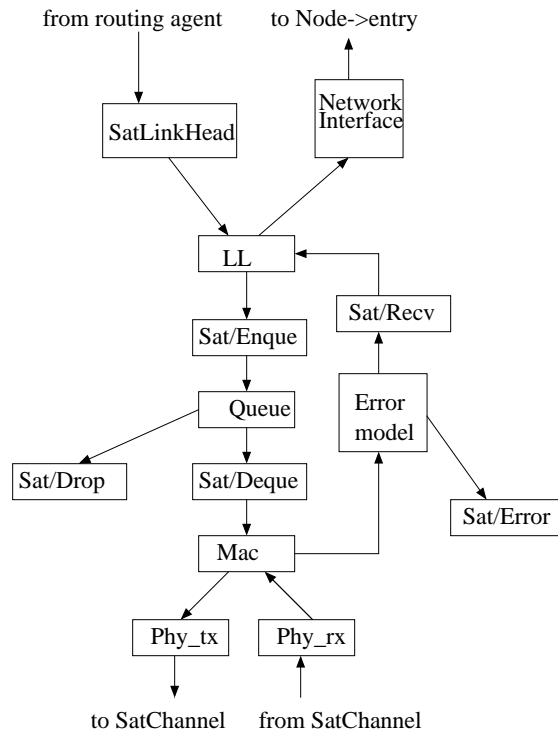 from routing agent
to Node->entry
SatLinkHead
Network
Interface
LL
Sat/Recv
Sat/Enque
Queue
Error
model
Sat/Drop
Sat/Deque
Sat/Error
Mac
Phy_tx
Phy_rx
to SatChannel
from SatChannel